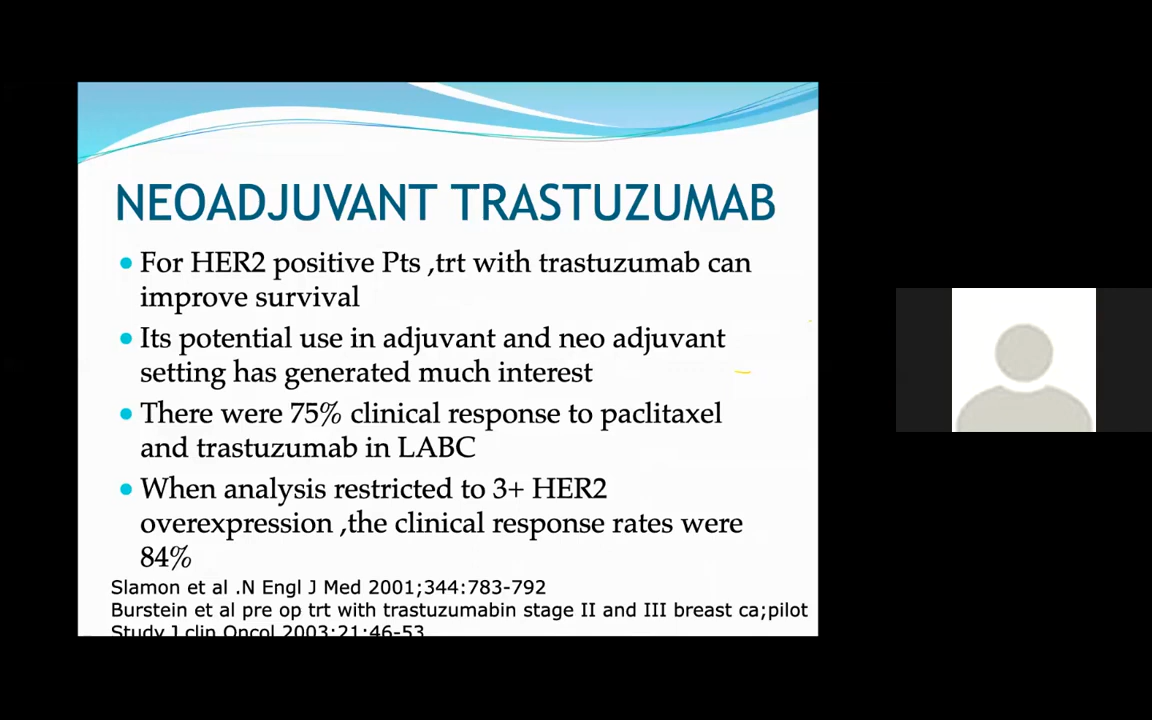 NEOADJUVANT TRASTUZUMAB
For HER2 positive Pts ,trt with trastuzumab can
improve survival
Its potential use in adjuvant and neo adjuvant
setting has generated much interest
There were 75% clinical response to paclitaxel
and trastuzumab in LABC
When analysis restricted to 3+ HER2
overexpression ,the clinical response rates were
84%
Slamon et al .N Engl J Med 2001;344:783-792
Burstein et al pre op trt with trastuzumabin stage II and III breast ca;pilot
Study J clin Oncol 2003;21:46-53